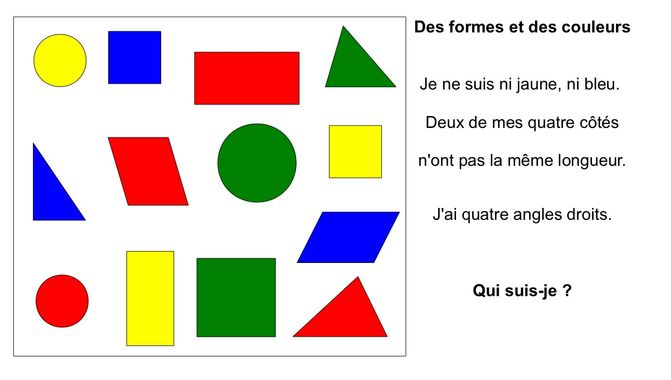 Des formes et des couleurs
Je ne suis ni jaune, ni bleu.
Deux de mes quatre côtés
n'ont pas la même longueur.
J'ai quatre angles droits.
Qui suis-je ?